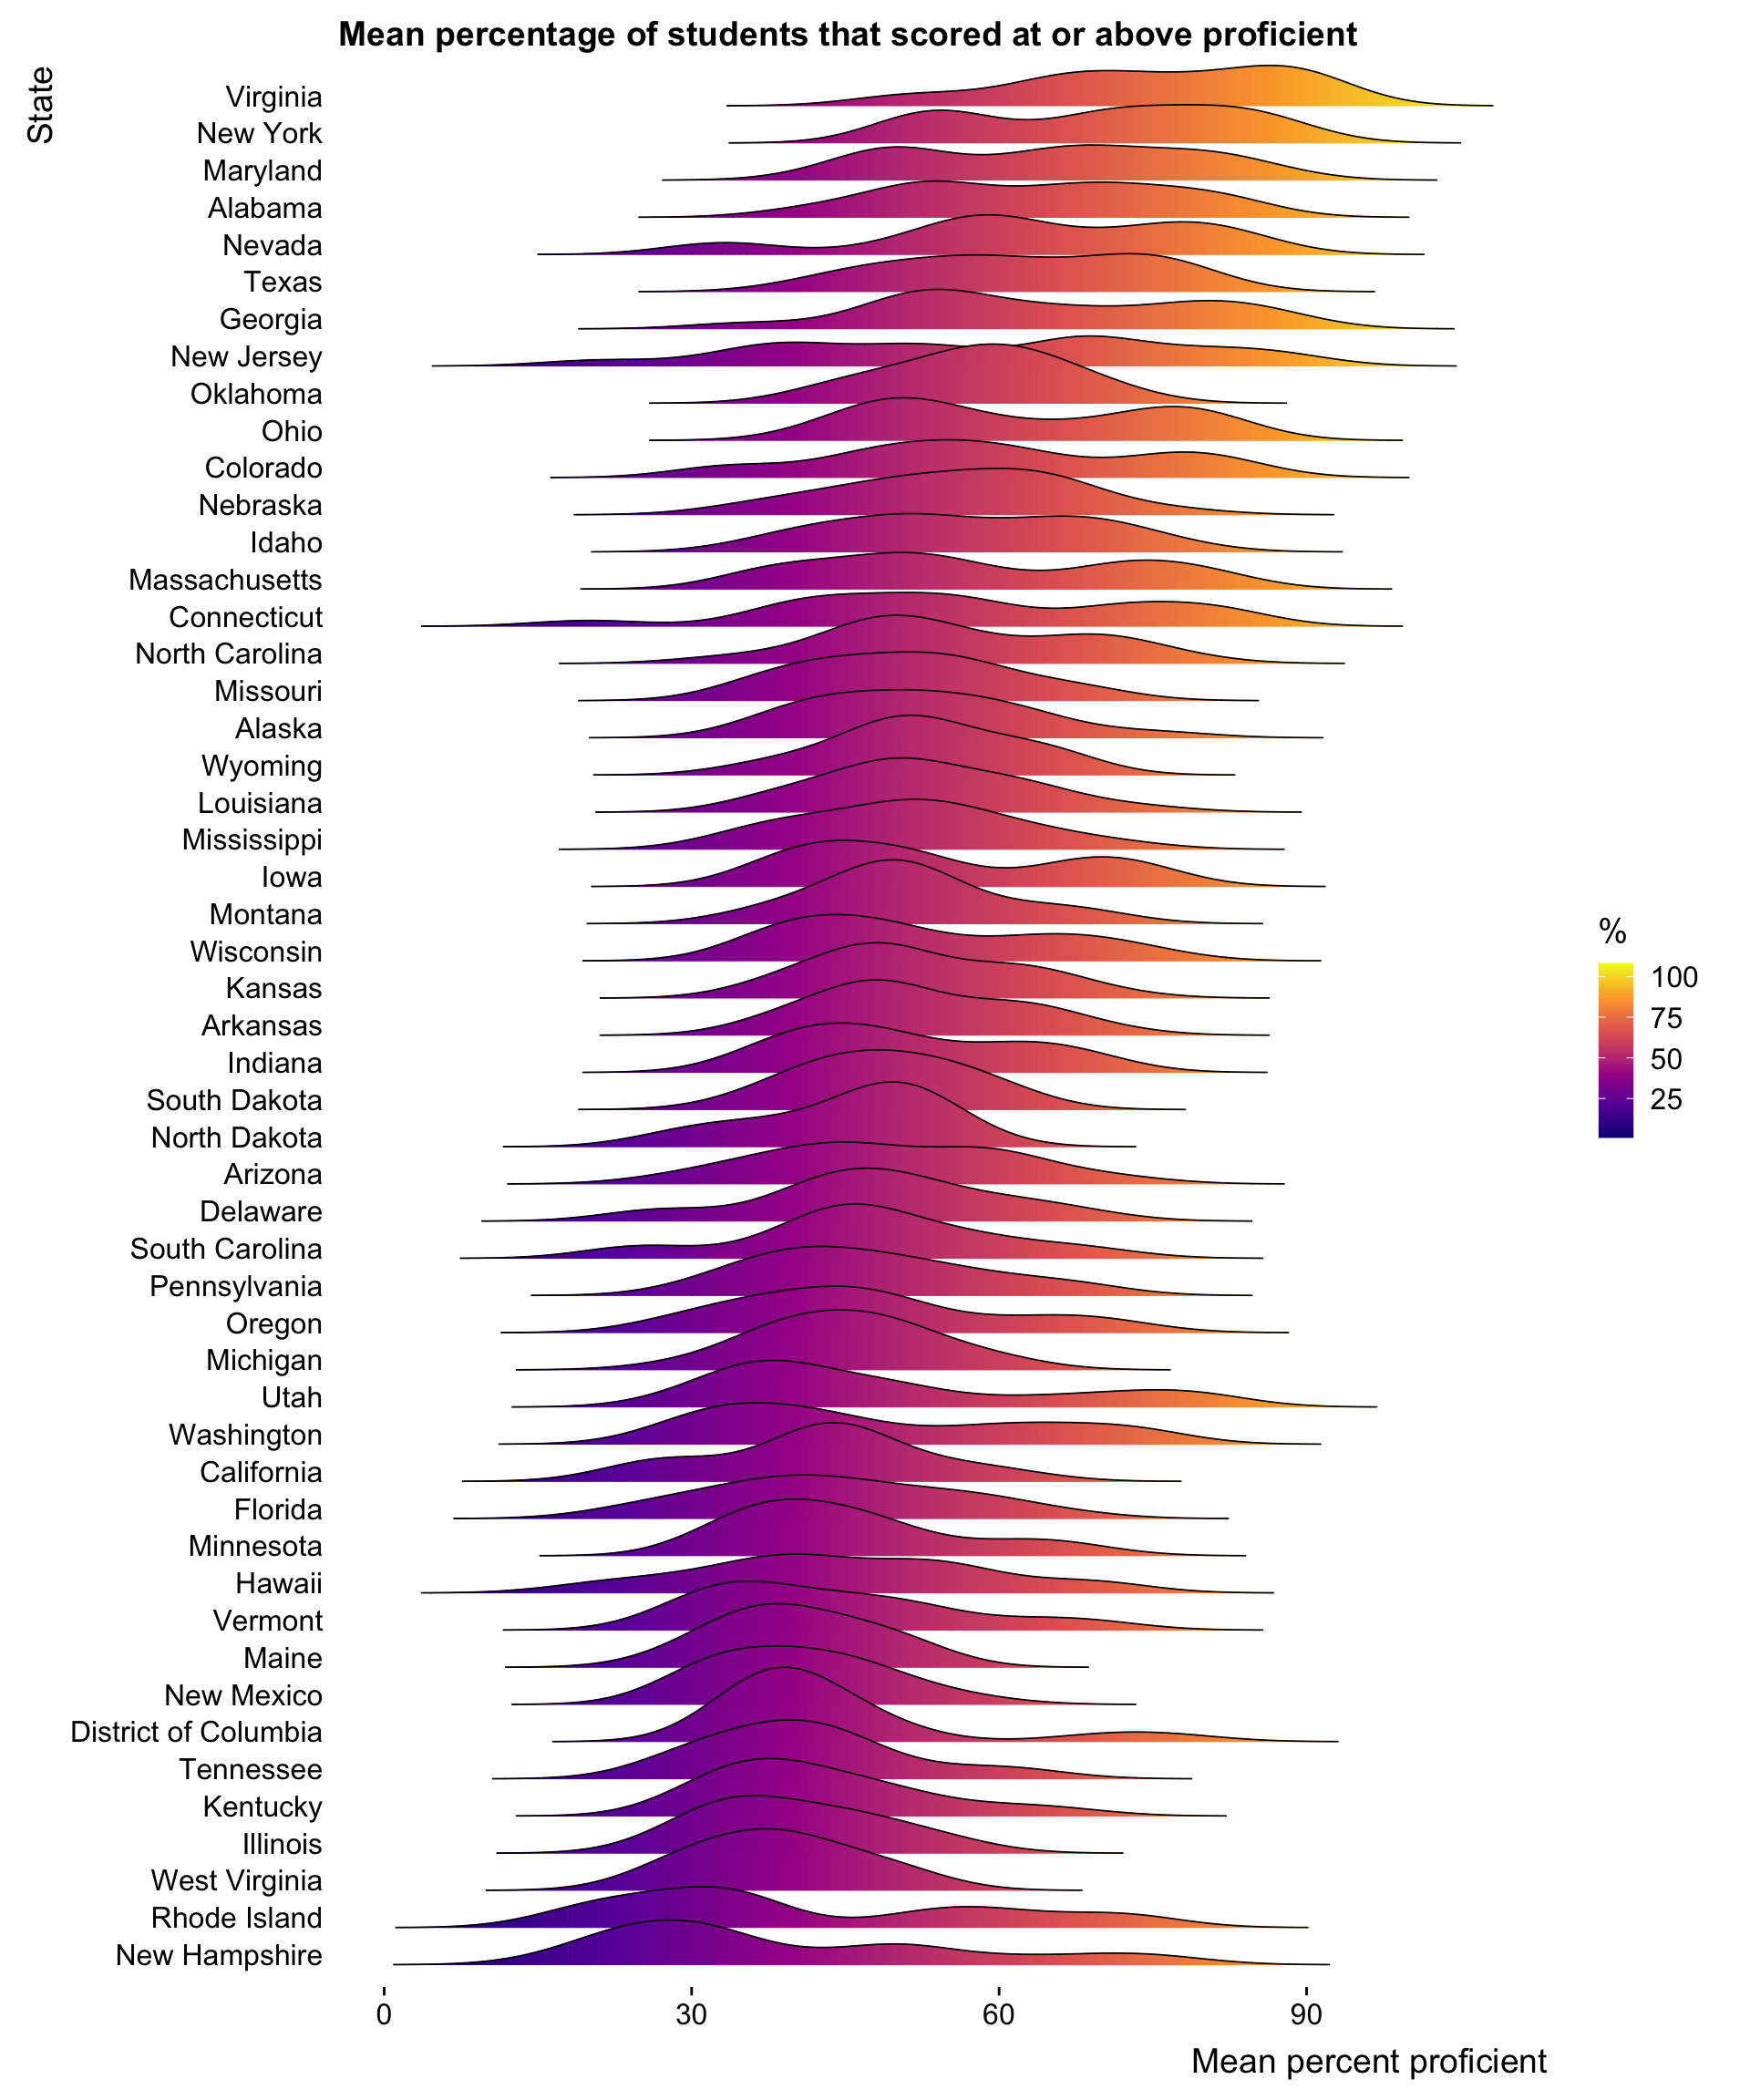 Mean percentage of students that scored at or above proficient
State
Virginia
New York
Maryland
Alabama
Nevada
Texas
Georgia
New Jersey
Oklahoma
Ohio
Colorado
Nebraska
Idaho
Massachusetts
Connecticut
North Carolina
Missouri
Alaska
Wyoming
Louisiana
Mississippi
Iowa
Montana
Wisconsin
Kansas
Arkansas
Indiana
South Dakota
North Dakota
Arizona
Delaware
South Carolina
Pennsylvania
Oregon
Michigan
Utah
Washington
California
Florida
Minnesota
Hawaii
Vermont
Maine
New Mexico
District of Columbia
Tennessee
Kentucky
Illinois
West Virginia
Rhode Island
New Hampshire
0 30 60 90
Mean percent proficient
%
100
75
50
25